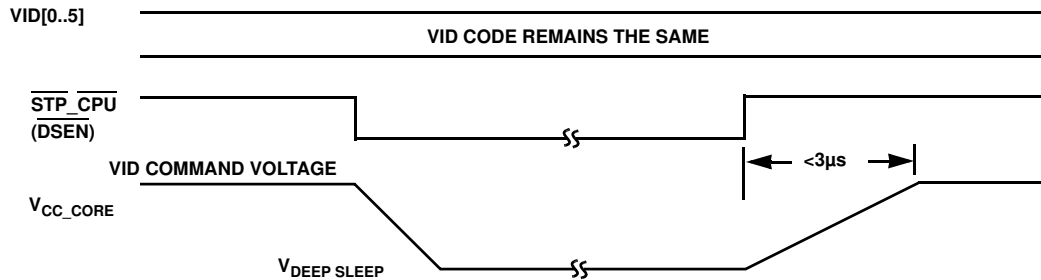 VID[0..5]
VID CODE REMAINS THE SAME
STP_CPU
(DSEN)
<3µs
VID COMMAND VOLTAGE
VCC_CORE
VDEEP SLEEP